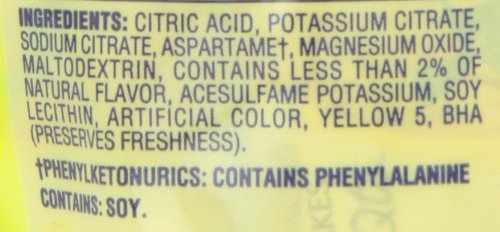 INGREDIENTS: CITRIC ACID, POTASSIUM CITRATE,
SODIUM CITRATE, ASPARTAME†, MAGNESIUM OXIDE,
MALTODEXTRIN, CONTAINS LESS THAN 2% OF
NATURAL FLAVOR, ACESULFAME POTASSIUM, SOY
LECITHIN, ARTIFICIAL COLOR, YELLOW 5, BHA
(PRESERVES FRESHNESS).
†PHENYLKETONURICS: CONTAINS PHENYLALANINE
CONTAINS: SOY.